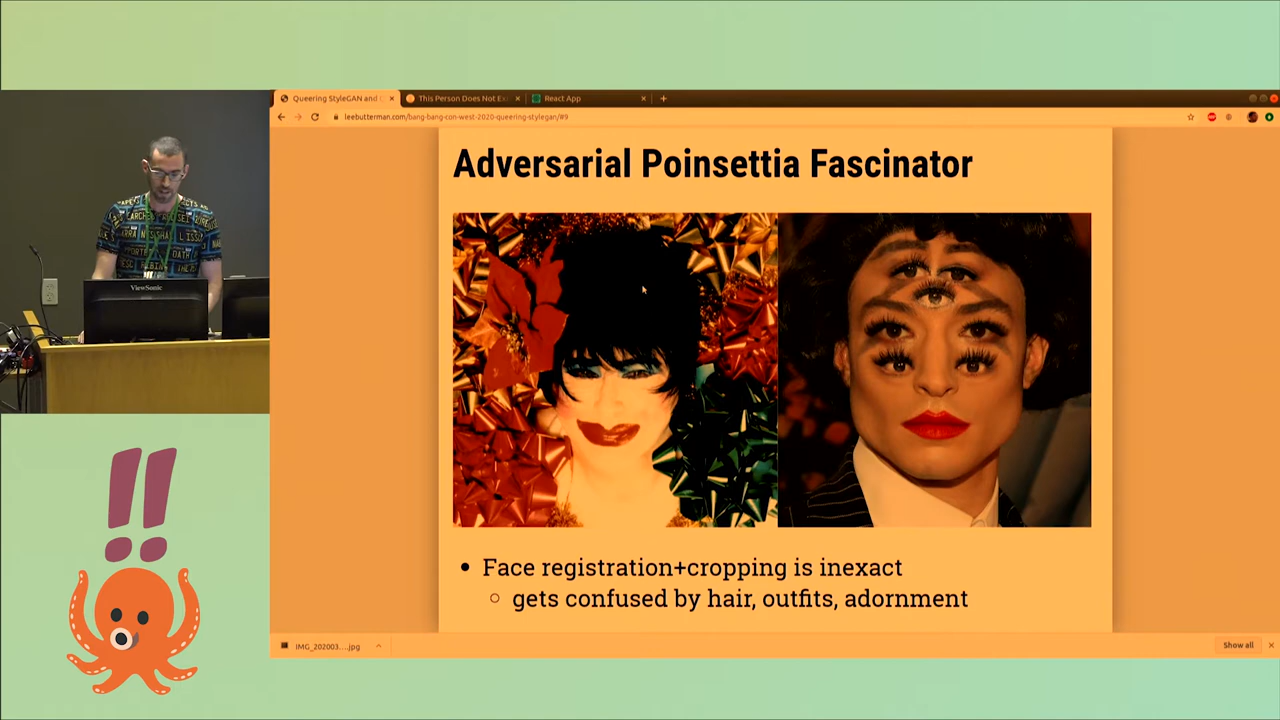 Queering StyleGAN and
This Person Does Not Ex
React App
leebutterman.com/bang-bang-con-west-2020-queering-stylegan/#9
Adversarial Poinsettia Fascinator
ViewSonic
Face registration+cropping is inexact
gets confused by hair, outfits, adornment
IMG_202003....jpg
Show all
!!